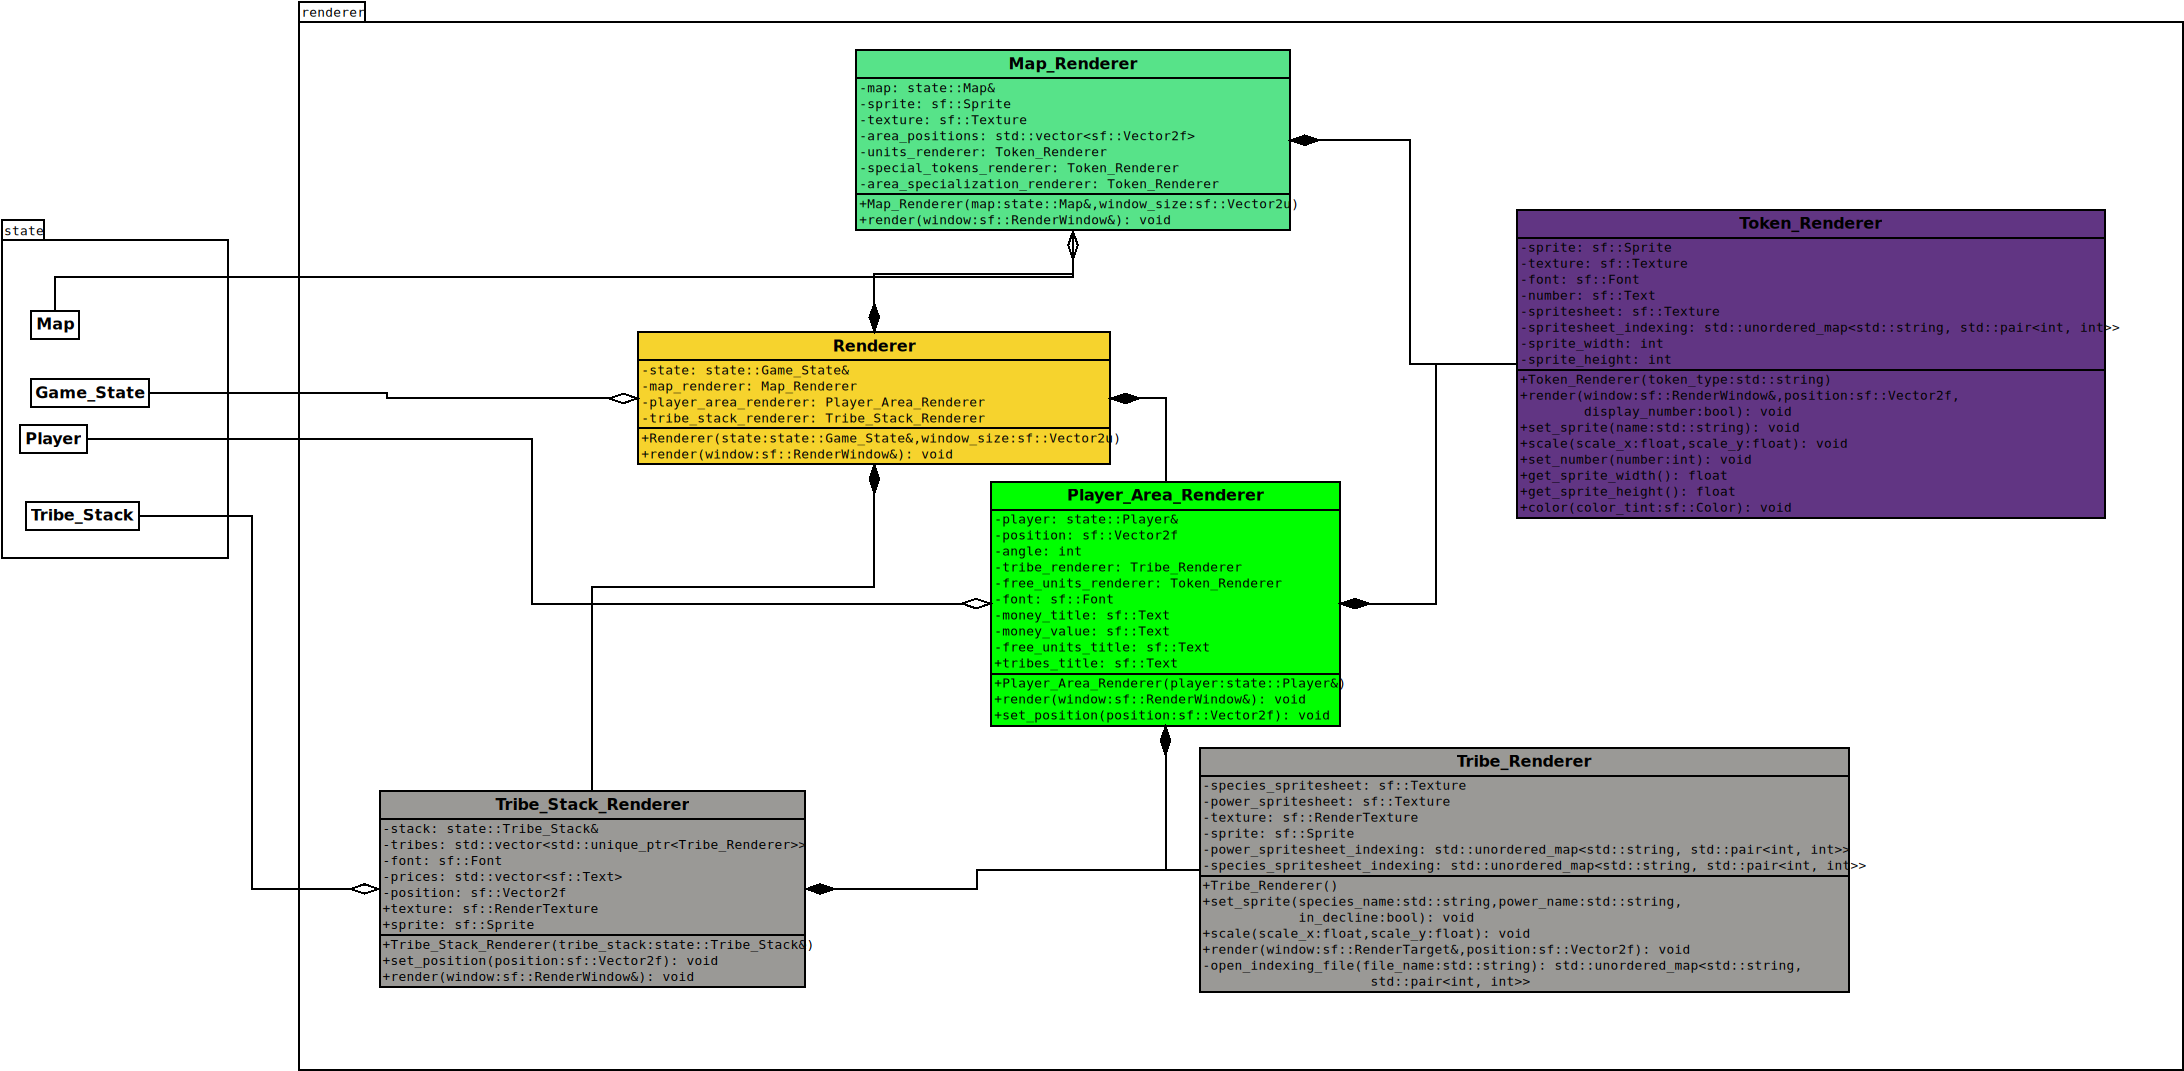 renderer
Map_Renderer
-map: state::Map&
-sprite: sf::Sprite
-texture: sf::Texture
-area_positions: std::vector<sf::Vector2f>
-units_renderer: Token_Renderer
-special_tokens_renderer: Token_Renderer
-area_specialization_renderer: Token_Renderer
+Map_Renderer(map:state::Map&,window_size:sf::Vector2u)
+render(window:sf::RenderWindow&): void
state
Map
Game_State
Player
Tribe_Stack
Token_Renderer
-sprite: sf::Sprite
-texture: sf::Texture
-font: sf::Font
-number: sf::Text
-spritesheet: sf::Texture
-spritesheet_indexing: std::unordered_map<std::string, std::pair<int, int>>
-sprite_width: int
-sprite_height: int
+Token_Renderer(token_type:std::string)
+render(window:sf::RenderWindow&,position:sf::Vector2f,
display_number:bool): void
+set_sprite(name:std::string): void
+scale(scale_x:float,scale_y:float): void
+set_number(number:int): void
+get_sprite_width(): float
+get_sprite_height(): float
+color(color_tint:sf::Color): void
Renderer
-state: state::Game_State&
-map_renderer: Map_Renderer
-player_area_renderer: Player_Area_Renderer
-tribe_stack_renderer: Tribe_Stack_Renderer
+Renderer(state:state::Game_State&,window_size:sf::Vector2u)
+render(window:sf::RenderWindow&): void
Player_Area_Renderer
-player: state::Player&
-position: sf::Vector2f
-angle: int
-tribe_renderer: Tribe_Renderer
-free_units_renderer: Token_Renderer
-font: sf::Font
-money_title: sf::Text
-money_value: sf::Text
-free_units_title: sf::Text
+tribes_title: sf::Text
+Player_Area_Renderer(player:state::Player&)
+render(window:sf::RenderWindow&): void
+set_position(position:sf::Vector2f): void
Tribe_Stack_Renderer
-stack: state::Tribe_Stack&
-tribes: std::vector<std::unique_ptr<Tribe_Renderer>>
-font: sf::Font
-prices: std::vector<sf::Text>
-position: sf::Vector2f
+texture: sf::RenderTexture
+sprite: sf::Sprite
+Tribe_Stack_Renderer(tribe_stack:state::Tribe_Stack&)
+set_position(position:sf::Vector2f): void
+render(window:sf::RenderWindow&): void
Tribe_Renderer
-species_spritesheet: sf::Texture
-power_spritesheet: sf::Texture
-texture: sf::RenderTexture
-sprite: sf::Sprite
-power_spritesheet_indexing: std::unordered_map<std::string, std::pair<int, int>>
-species_spritesheet_indexing: std::unordered_map<std::string, std::pair<int, int>>
+Tribe_Renderer()
+set_sprite(species_name:std::string,power_name:std::string,
in_decline:bool): void
+scale(scale_x:float,scale_y:float): void
+render(window:sf::RenderTarget&,position:sf::Vector2f): void
-open_indexing_file(file_name:std::string): std::unordered_map<std::string,
std::pair<int, int>>